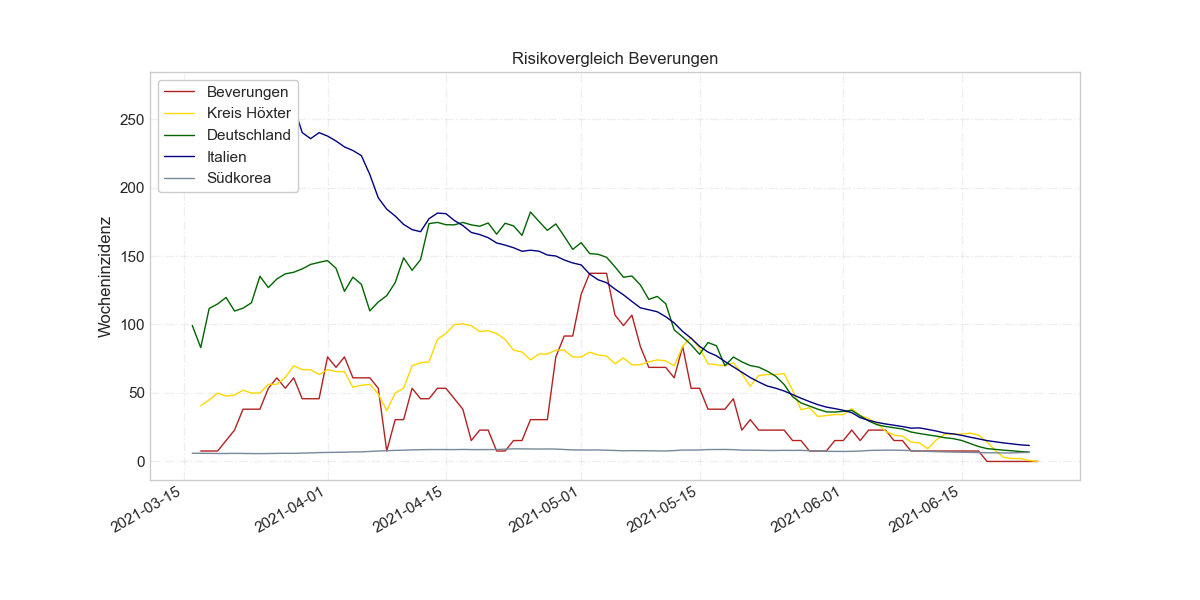 Risikovergleich Beverungen
Beverungen
Kreis Höxter
Deutschland
Italien
Südkorea
Wocheninzidenz
250
200
150
100
50
0
2021-03-15
2021-04-01
2021-04-15
2021-05-01
2021-05-15
2021-06-01
2021-06-15